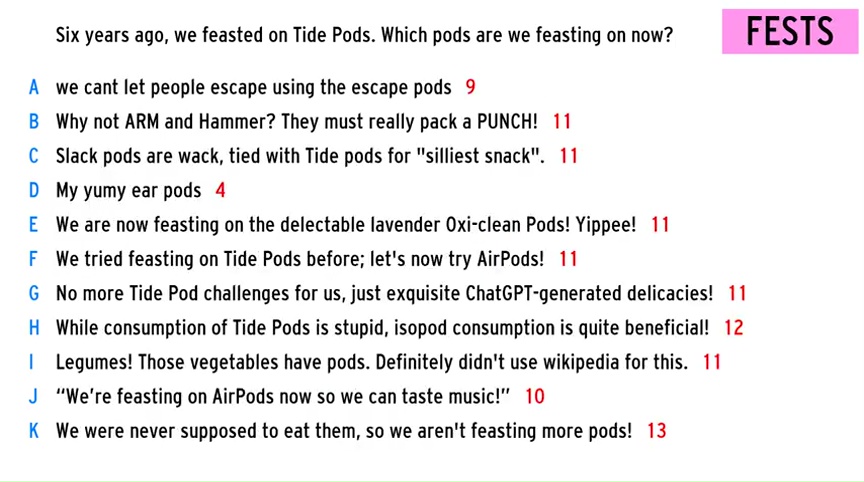 Six years ago, we feasted on Tide Pods. Which pods are we feasting on now?
FESTS
A we cant let people escape using the escape pods 9
B Why not ARM and Hammer? They must really pack a PUNCH! 11
C Slack pods are wack, tied with Tide pods for "silliest snack". 11
D My yumy ear pods 4
E We are now feasting on the delectable lavender Oxi-clean Pods! Yippee! 11
F We tried feasting on Tide Pods before; let's now try AirPods! 11
G No more Tide Pod challenges for us, just exquisite ChatGPT-generated delicacies! 11
H While consumption of Tide Pods is stupid, isopod consumption is quite beneficial! 12
I Legumes! Those vegetables have pods. Definitely didn't use wikipedia for this. 11
J “We’re feasting on AirPods now so we can taste music!” 10
K We were never supposed to eat them, so we aren't feasting more pods! 13